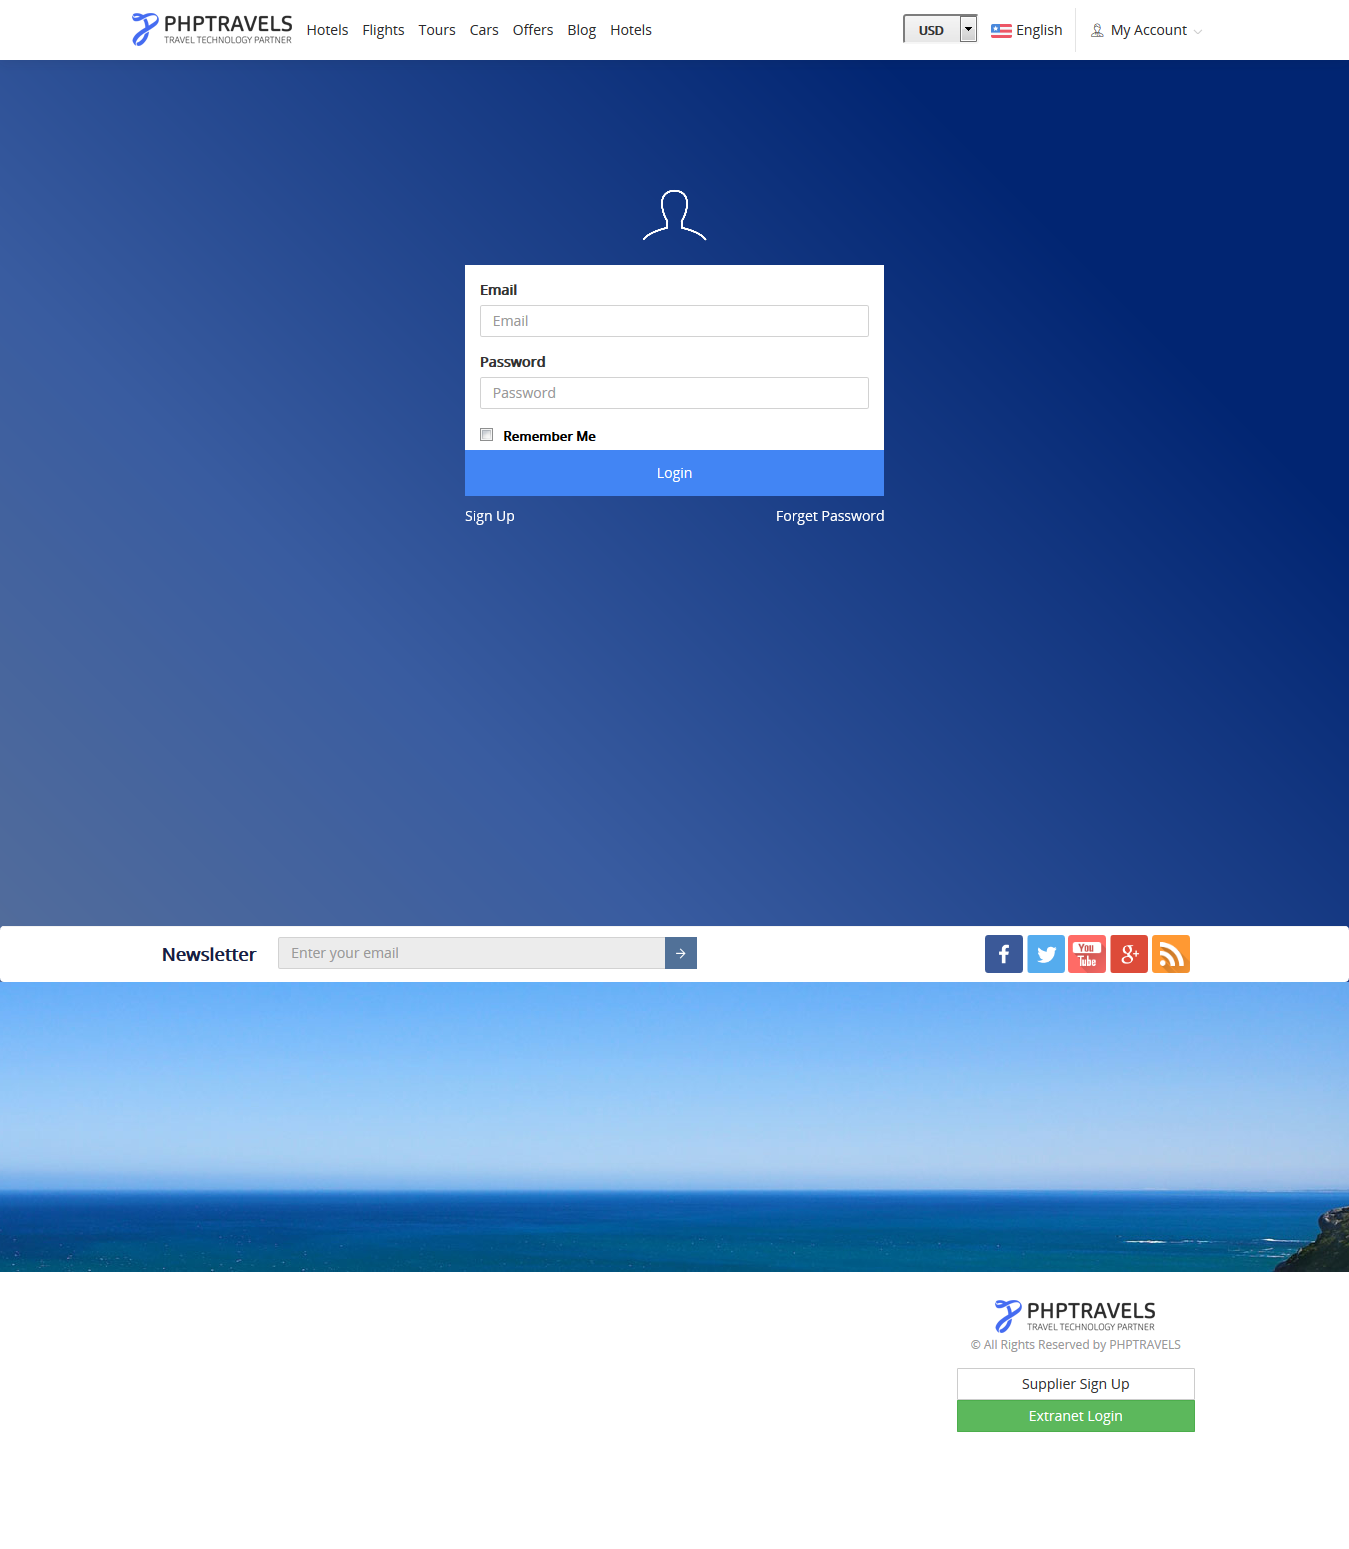 PHPTRAVELS
TRAVEL TECHNOLOGY PARTNER
Hotels Flights Tours Cars Offers Blog Hotels USD English My Account
Email
Email
Password
Password
Remember Me
Login
Sign Up Forget Password
Newsletter Enter your email You Tube g+
PHPTRAVELS
TRAVEL TECHNOLOGY PARTNER
© All Rights Reserved by PHPTRAVELS
Supplier Sign Up
Extranet Login